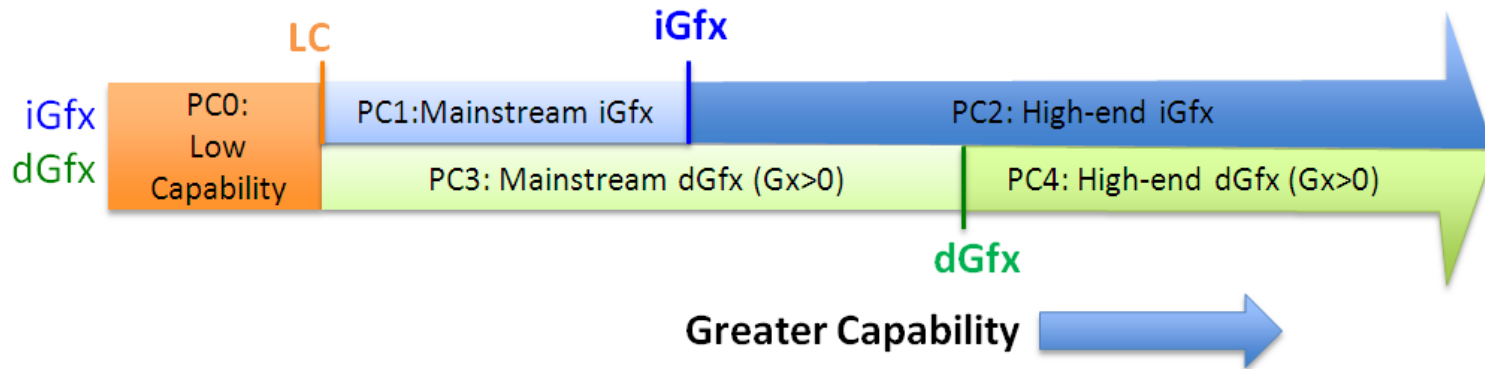 LC
iGfx
iGfx
dGfx
PC0:
Low
Capability
PC1:Mainstream iGfx
PC2: High-end iGfx
PC3: Mainstream dGfx (Gx>0)
PC4: High-end dGfx (Gx>0)
dGfx
Greater Capability